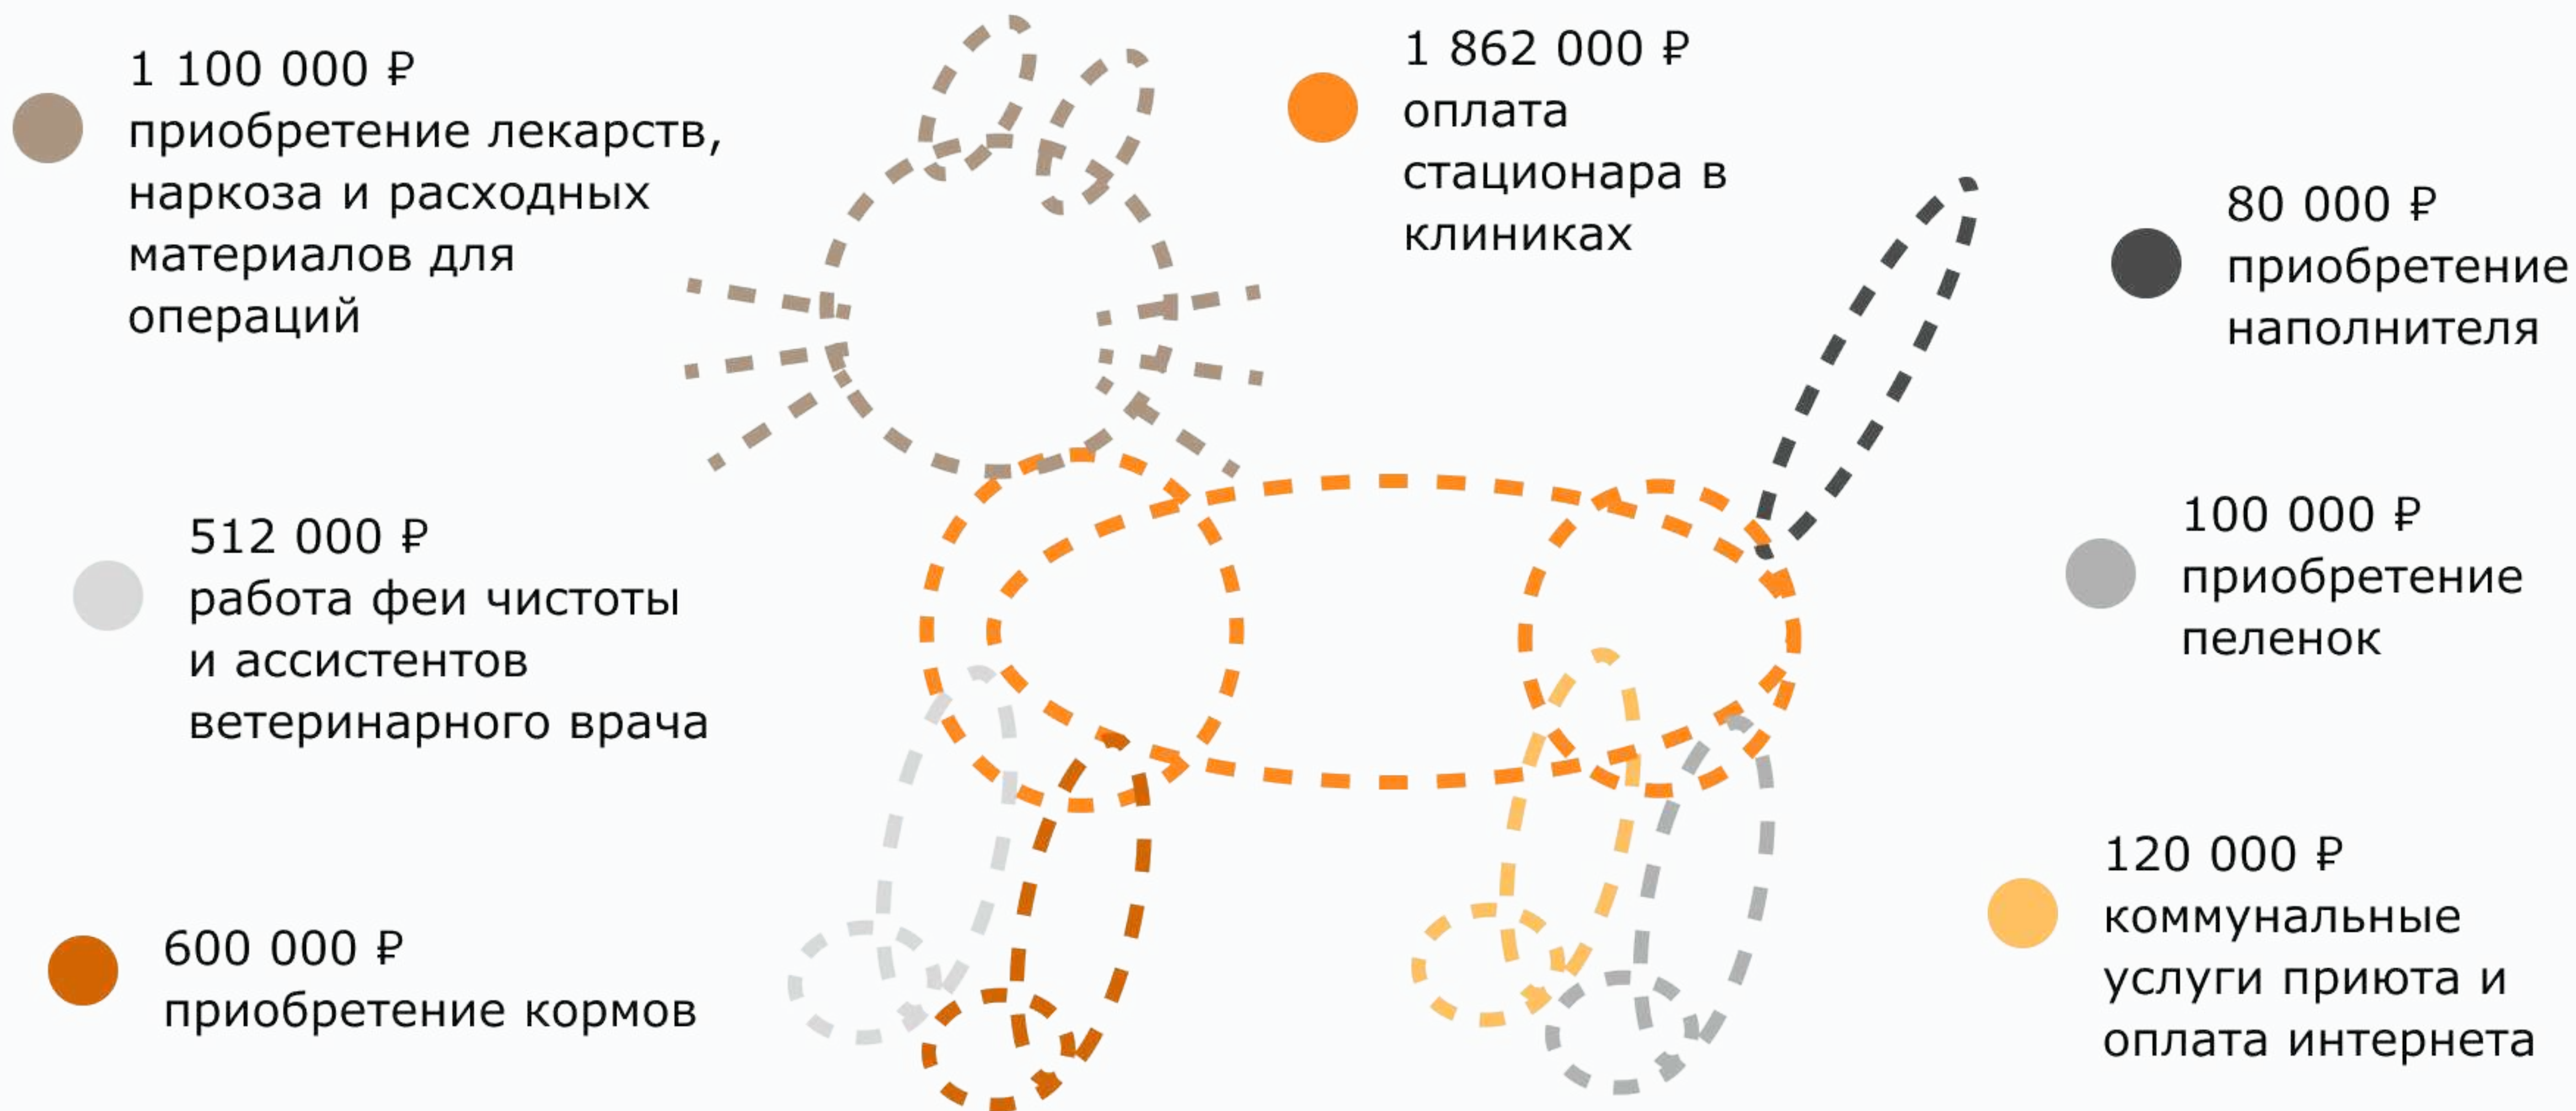 1 100 000 ₽
приобретение лекарств,
наркоза и расходных
материалов для
операций
1 862 000 ₽
оплата
стационара в
клиниках
80 000 ₽
приобретение
наполнителя
512 000 ₽
работа феи чистоты
и ассистентов
ветеринарного врача
100 000 ₽
приобретение
пеленок
600 000 ₽
приобретение кормов
120 000 ₽
коммунальные
услуги приюта и
оплата интернета